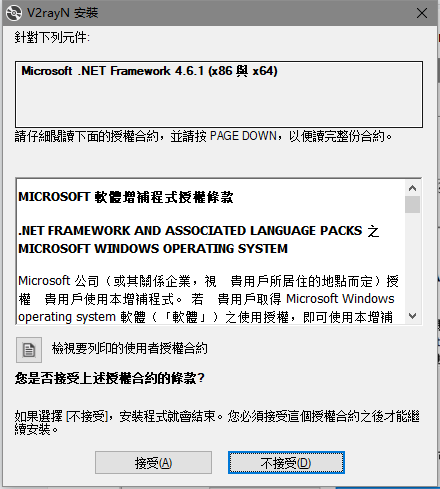 V2rayN 安裝
針對下列元件:
Microsoft .NET Framework 4.6.1 (x86 與 x64)
請仔細閱讀下面的授權合約，並請按 PAGE DOWN，以便讀完整份合約。
MICROSOFT 軟體增補程式授權條款
.NET FRAMEWORK AND ASSOCIATED LANGUAGE PACKS 之
MICROSOFT WINDOWS OPERATING SYSTEM
Microsoft 公司（或其關係企業，視 貴用戶所居住的地點而定）授
權 貴用戶使用本增補程式。若 貴用戶取得 Microsoft Windows
operating system 軟體（「軟體」）之使用授權，即可使用本增補
檢視要列印的使用者授權合約
您是否接受上述授權合約的條款?
如果選擇 [不接受]，安裝程式就會結束。您必須接受這個授權合約之後才能繼
續安裝。
接受(A)
不接受(D)